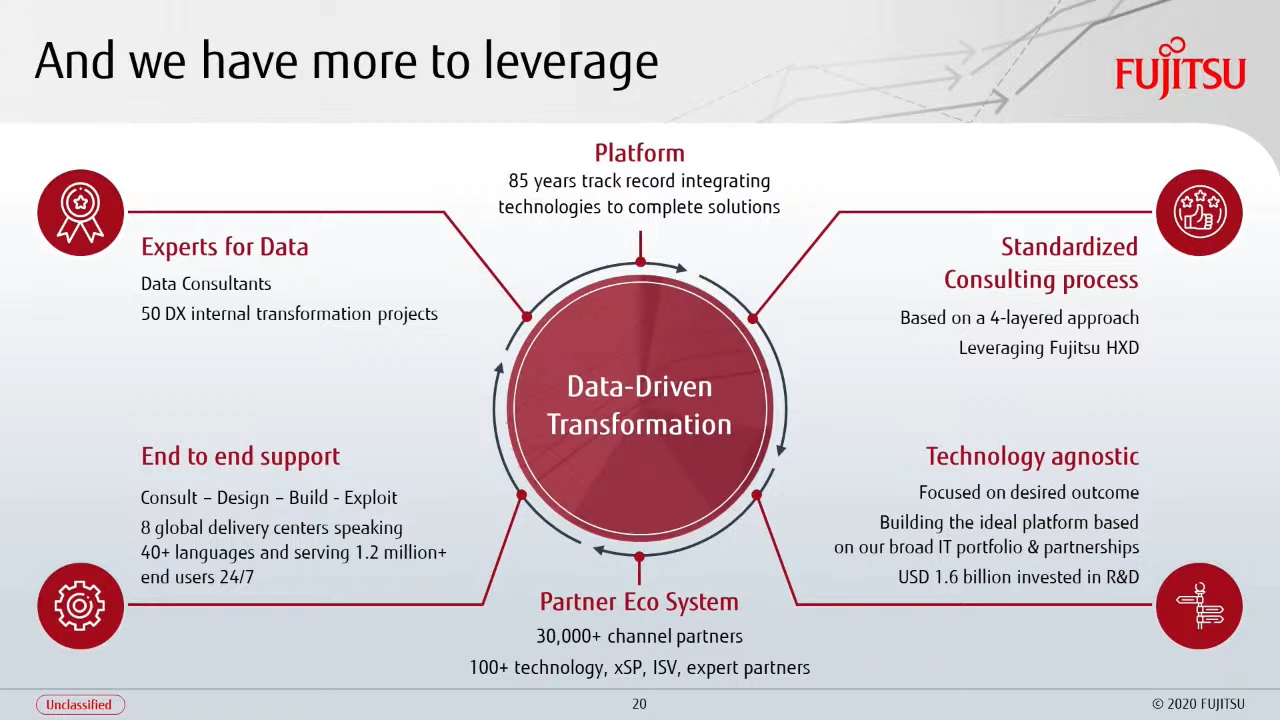 And we have more to leverage
FUJITSU
Platform
85 years track record integrating
technologies to complete solutions
Experts for Data
Data Consultants
50 DX internal transformation projects
Standardized
Consulting process
Based on a 4-layered approach
Leveraging Fujitsu HXD
Data-Driven
Transformation
End to end support
Consult – Design – Build - Exploit
8 global delivery centers speaking
40+ languages and serving 1.2 million+
end users 24/7
Technology agnostic
Focused on desired outcome
Building the ideal platform based
on our broad IT portfolio & partnerships
USD 1.6 billion invested in R&D
Partner Eco System
30,000+ channel partners
100+ technology, xSP, ISV, expert partners
Unclassified
20
© 2020 FUJITSU